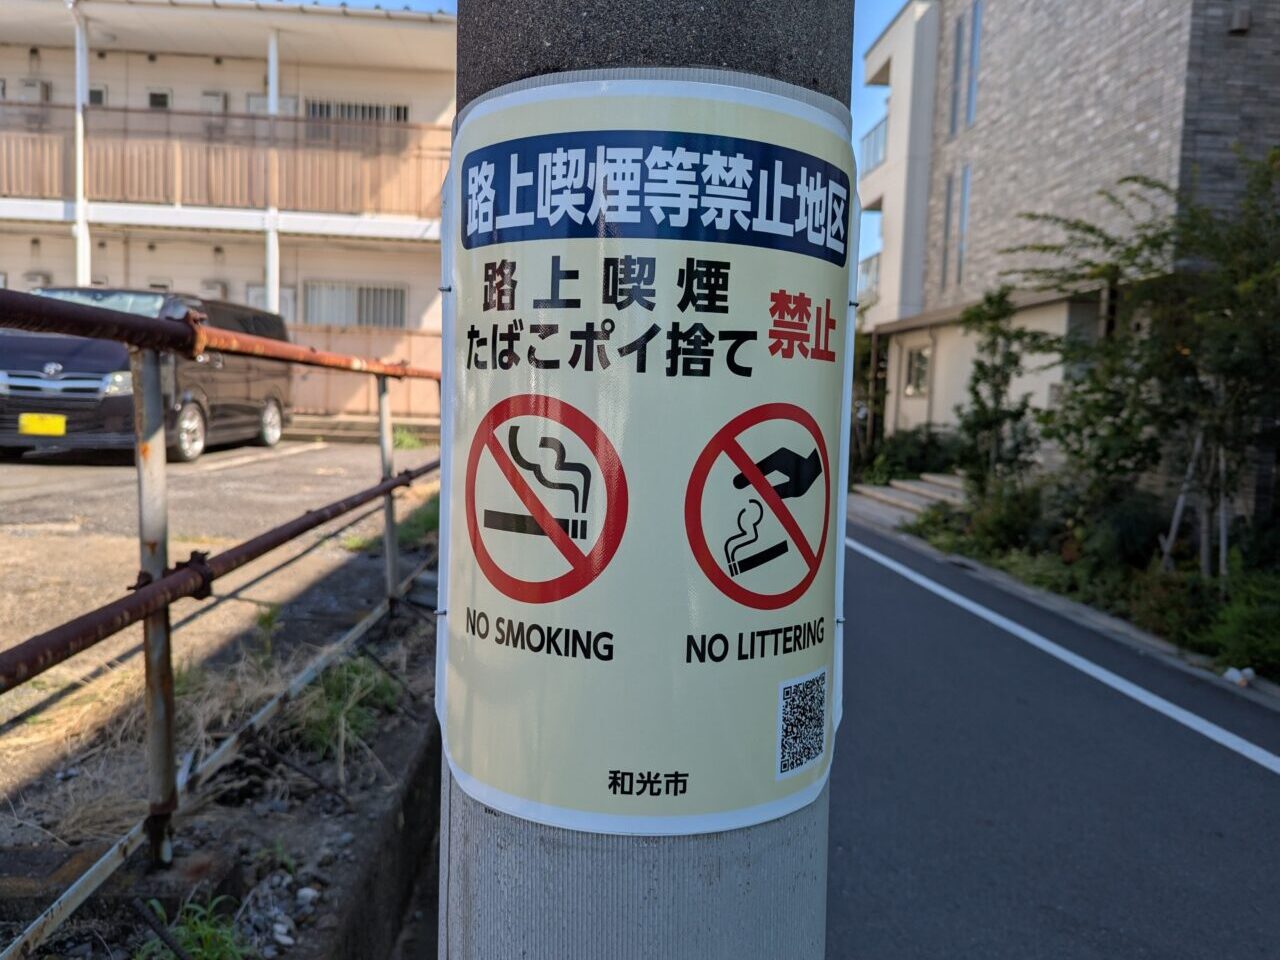 路上喫煙等禁止地区
路上喫煙
たばこポイ捨て
禁止
NO SMOKING
NO LITTERING
和光市